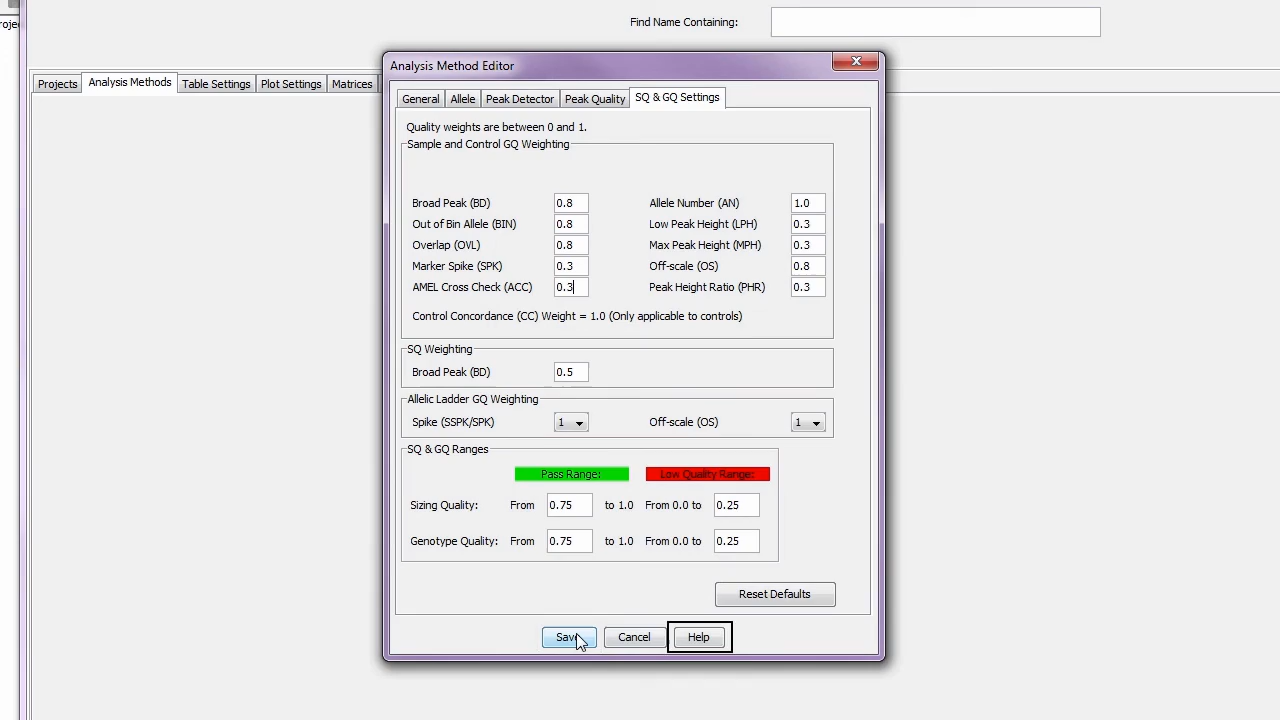 roje
Find Name Containing:
Projects Analysis Methods Table Settings Plot Settings Matrices
Analysis Method Editor
General Allele Peak Detector Peak Quality SQ & GQ Settings
Quality weights are between 0 and 1.
Sample and Control GQ Weighting
Broad Peak (BD) 0.8 Allele Number (AN) 1.0
Out of Bin Allele (BIN) 0.8 Low Peak Height (LPH) 0.3
Overlap (OVL) 0.8 Max Peak Height (MPH) 0.3
Marker Spike (SPK) 0.3 Off-scale (OS) 0.8
AMEL Cross Check (ACC) 0.3 Peak Height Ratio (PHR) 0.3
Control Concordance (CC) Weight = 1.0 (Only applicable to controls)
SQ Weighting
Broad Peak (BD) 0.5
Allelic Ladder GQ Weighting
Spike (SSPK/SPK) 1 Off-scale (OS) 1
SQ & GQ Ranges
Pass Range: Low Quality Range:
Sizing Quality: From 0.75 to 1.0 From 0.0 to 0.25
Genotype Quality: From 0.75 to 1.0 From 0.0 to 0.25
Reset Defaults
Save Cancel Help